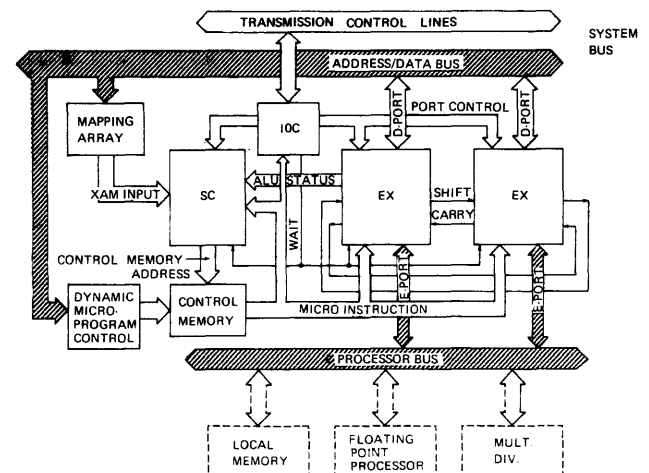 TRANSMISSION CONTROL LINES
SYSTEM
BUS
ADDRESS/DATA BUS
MAPPING
ARRAY
IOC
D-PORT
PORT CONTROL
D-PORT
XAM INPUT
SC
ALU STATUS
EX
SHIFT
CARRY
EX
WAIT
CONTROL MEMORY
ADDRESS
DYNAMIC
MICRO-
PROGRAM
CONTROL
CONTROL
MEMORY
MICRO INSTRUCTION
E-PORT
E-PORT
PROCESSOR BUS
LOCAL
MEMORY
FLOATING
POINT
PROCESSOR
MULT.
DIV.